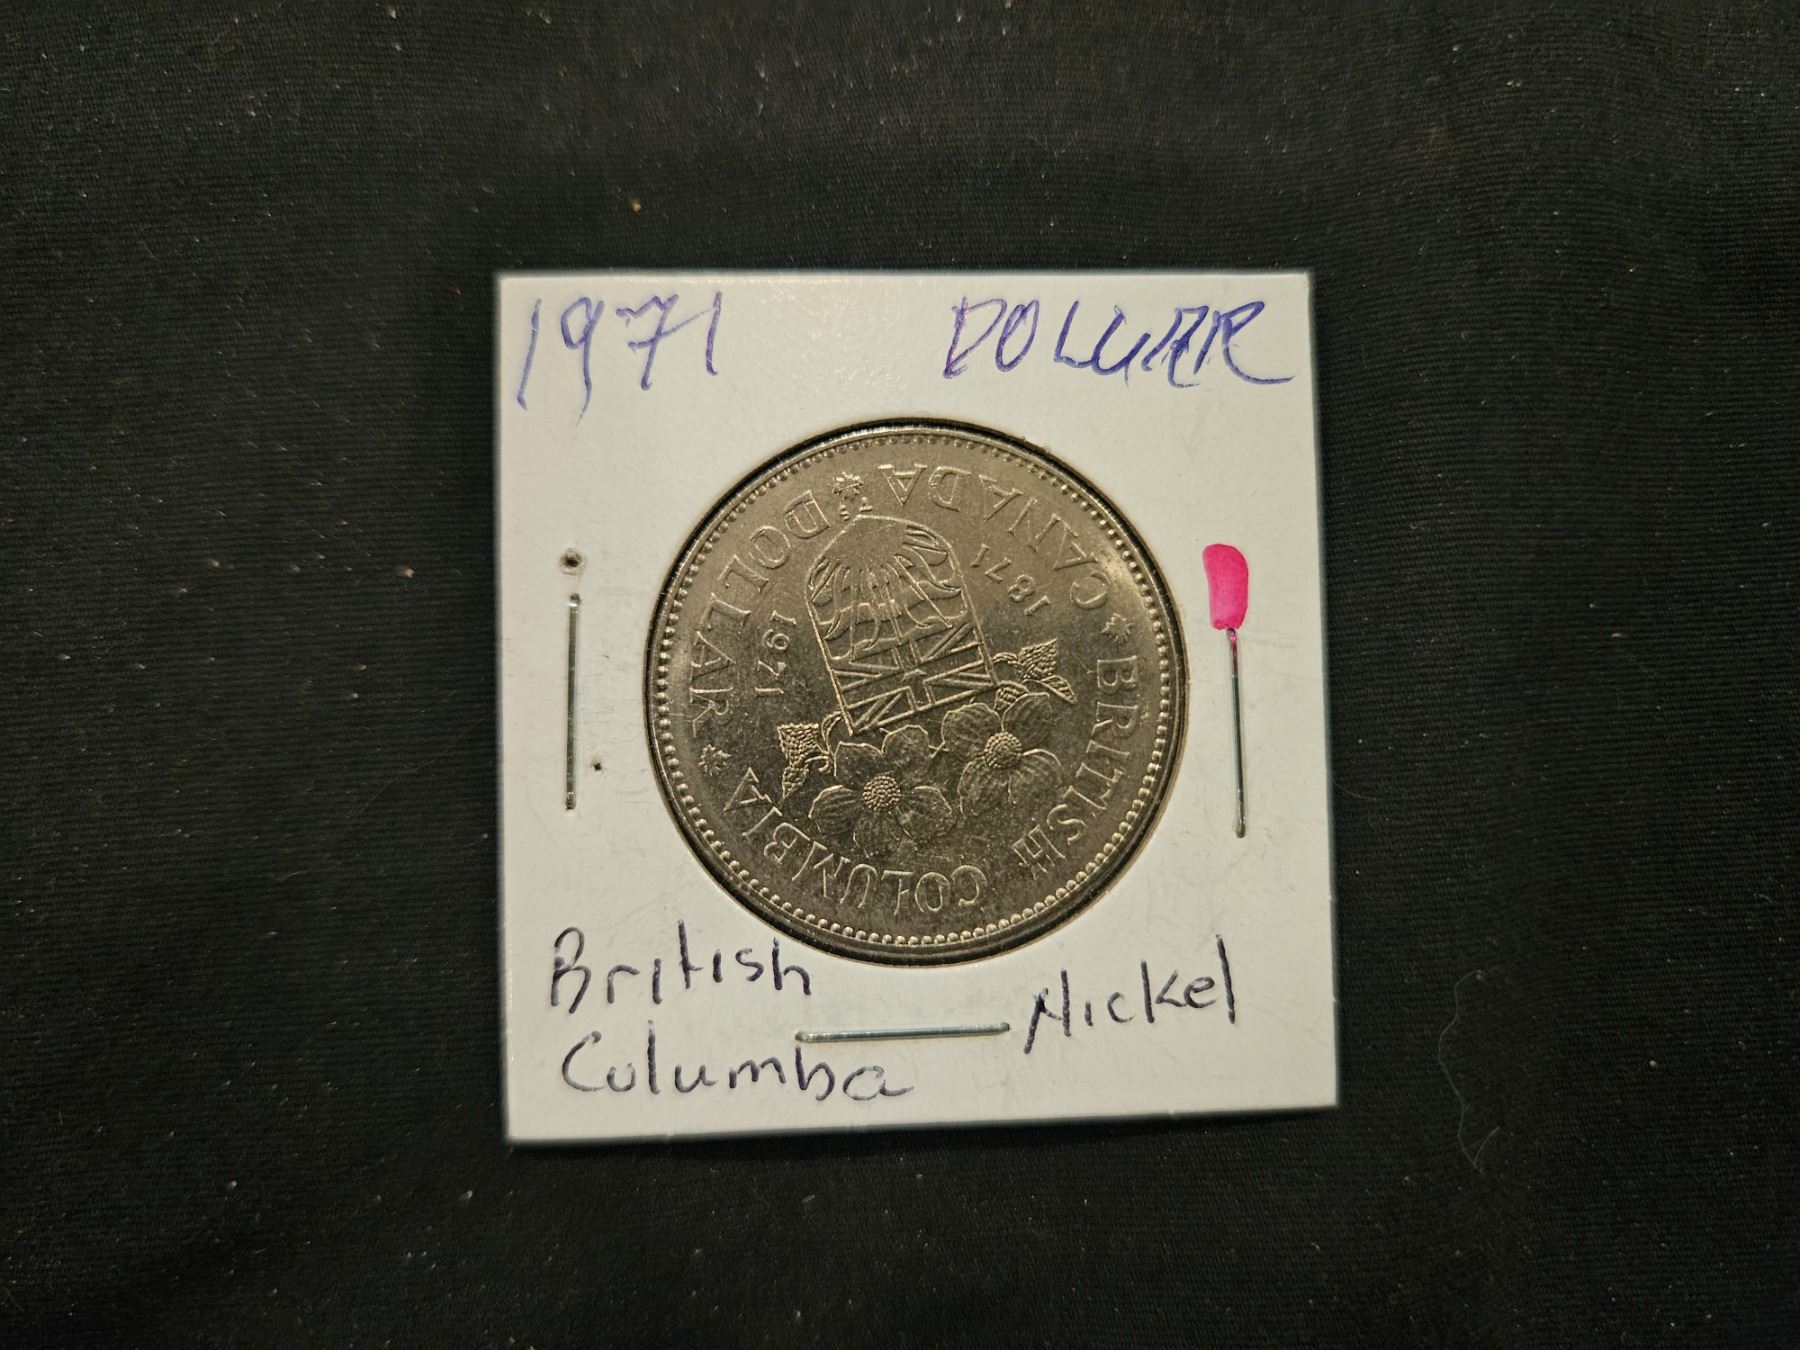 1971 DOLLAR
BRITISH COLUMBIA
* DOLLAR * CANADA *
1871 1971
British Nickel
Columba